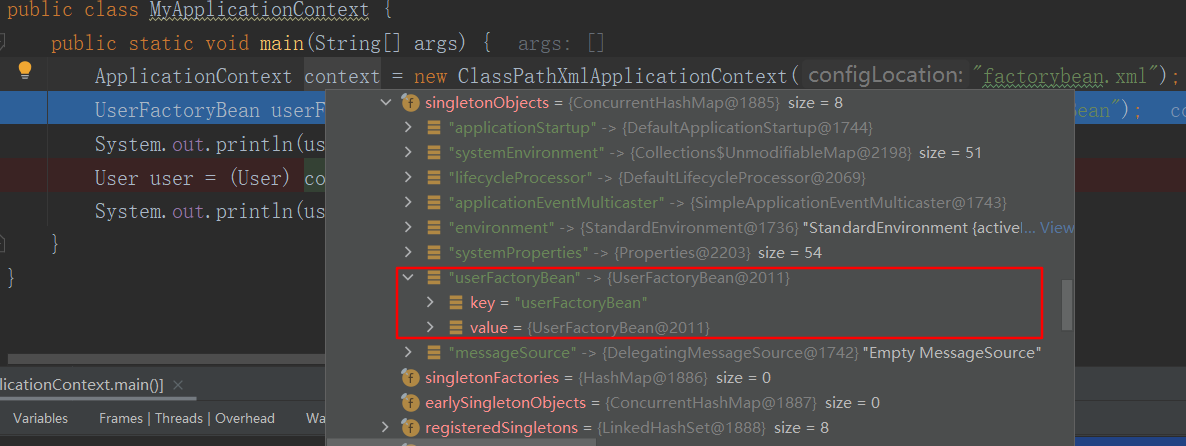 public class MyApplicationContext {
public static void main(String[] args) { args: []
ApplicationContext context = new ClassPathXmlApplicationContext( configLocation: "factorybean.xml");
UserFactoryBean userF Bean"); co
singletonObjects = {ConcurrentHashMap@1885} size = 8
"applicationStartup" -> {DefaultApplicationStartup@1744}
System.out.println(us
"systemEnvironment" -> {Collections$UnmodifiableMap@2198} size = 51
User user = (User) co
"lifecycleProcessor" -> {DefaultLifecycleProcessor@2069}
System.out.println(us
"applicationEventMulticaster" -> {SimpleApplicationEventMulticaster@1743}
"environment" -> {StandardEnvironment@1736} "StandardEnvironment {activel... View
}
"systemProperties" -> {Properties@2203} size = 54
}
"userFactoryBean" -> {UserFactoryBean@2011}
key = "userFactoryBean"
value = {UserFactoryBean@2011}
"messageSource" -> {DelegatingMessageSource@1742} "Empty MessageSource"
singletonFactories = {HashMap@1886} size = 0
plicationContext.main()] ×
earlySingletonObjects = {ConcurrentHashMap@1887} size = 0
Variables Frames | Threads | Overhead Wa
registeredSingletons = {LinkedHashSet@1888} size = 8